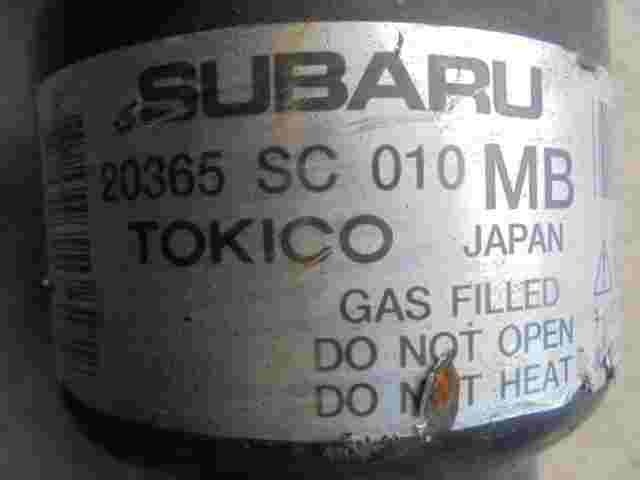 SUBARU
20365 SC 010 MB
TOKICO JAPAN
GAS FILLED
DO NOT OPEN
DO NOT HEAT